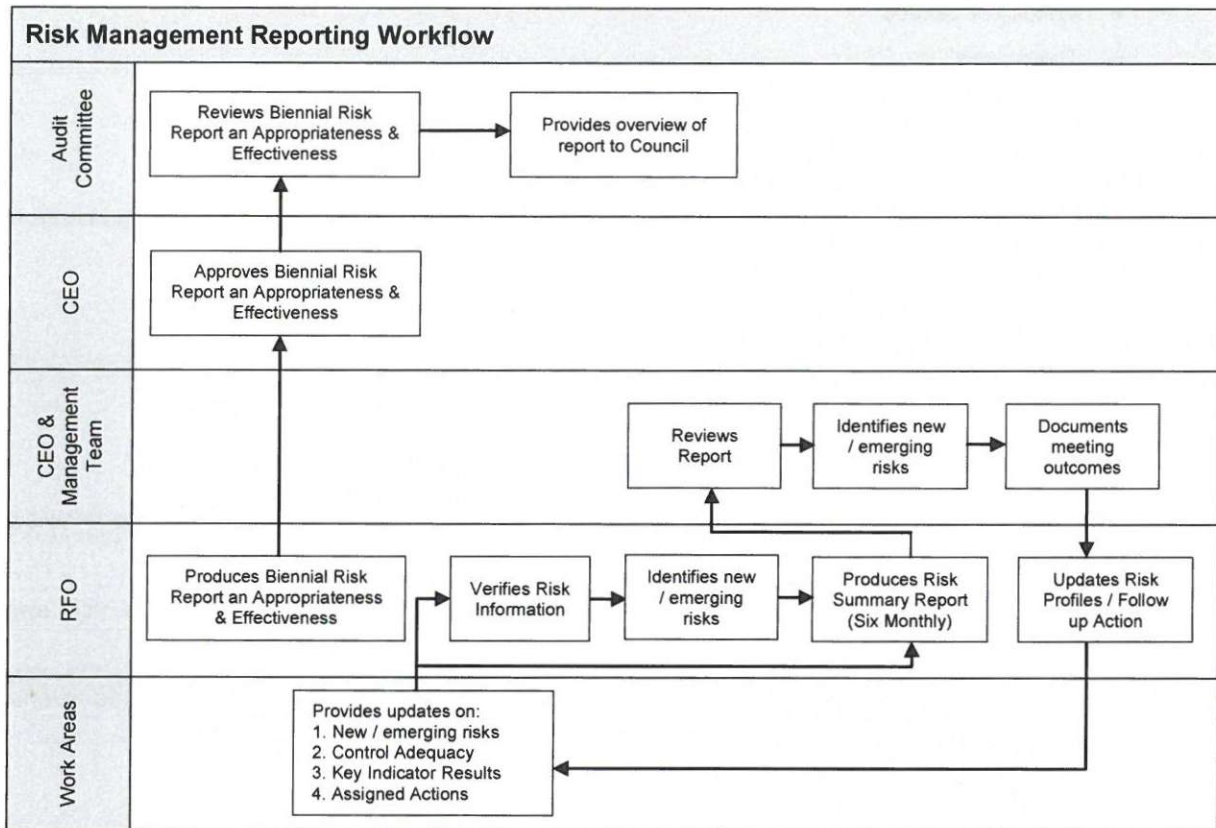 Risk Management Reporting Workflow
Audit
Committee
Reviews Biennial Risk
Report an Appropriateness &
Effectiveness
Provides overview of
report to Council
CEO
Approves Biennial Risk
Report an Appropriateness &
Effectiveness
CEO &
Management
Team
Reviews
Report
Identifies new
/ emerging
risks
Documents
meeting
outcomes
RFO
Produces Biennial Risk
Report an Appropriateness
& Effectiveness
Verifies Risk
Information
Identifies new
/ emerging
risks
Produces Risk
Summary Report
(Six Monthly)
Updates Risk
Profiles / Follow
up Action
Work Areas
Provides updates on:
1. New / emerging risks
2. Control Adequacy
3. Key Indicator Results
4. Assigned Actions